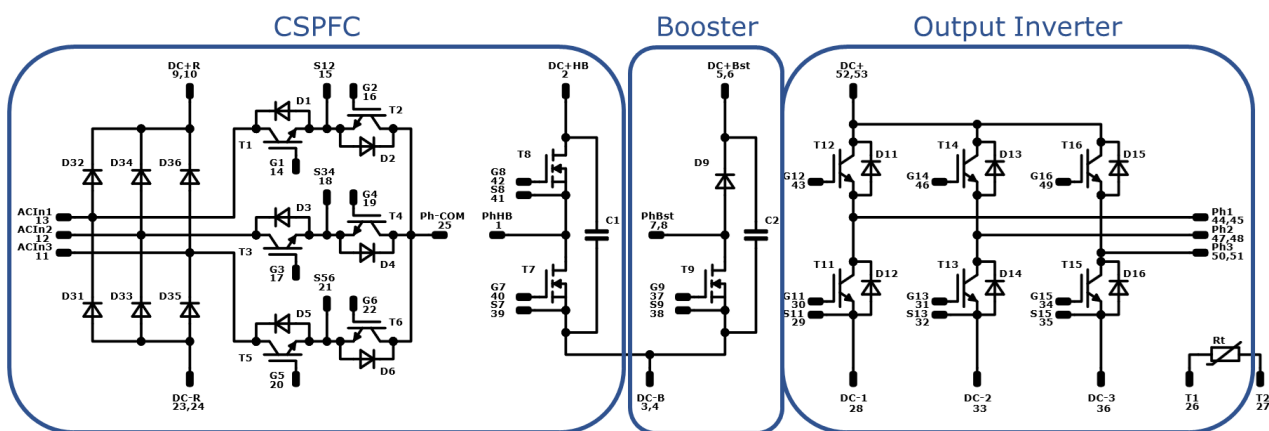 CSPFC
Booster
Output Inverter
DC+R
9,10
S12
15
G2
16
DC+HB
2
DC+Bst
5,6
DC+
52,53
D1
T2
T1
G1
14
D2
D32
D34
D36
S34
18
G4
19
T8
G8
42
S8
41
D9
T12
D11
G12
43
T14
D13
G14
46
T16
D15
G16
49
ACIn1
13
ACIn2
12
ACIn3
11
D3
T4
T3
G3
17
D4
Ph-COM
25
PhHB
1
C1
PhBst
7,8
C2
Ph1
44,45
Ph2
47,48
Ph3
50,51
S56
21
G6
22
T7
G7
40
S7
39
T9
G9
37
S9
38
T11
D12
G11
30
S11
29
T13
D14
G13
31
S13
32
T15
D16
G15
34
S15
35
D31
D33
D35
D5
T6
T5
G5
20
D6
Rt
DC-R
23,24
DC-B
3,4
DC-1
28
DC-2
33
DC-3
36
T1
26
T2
27